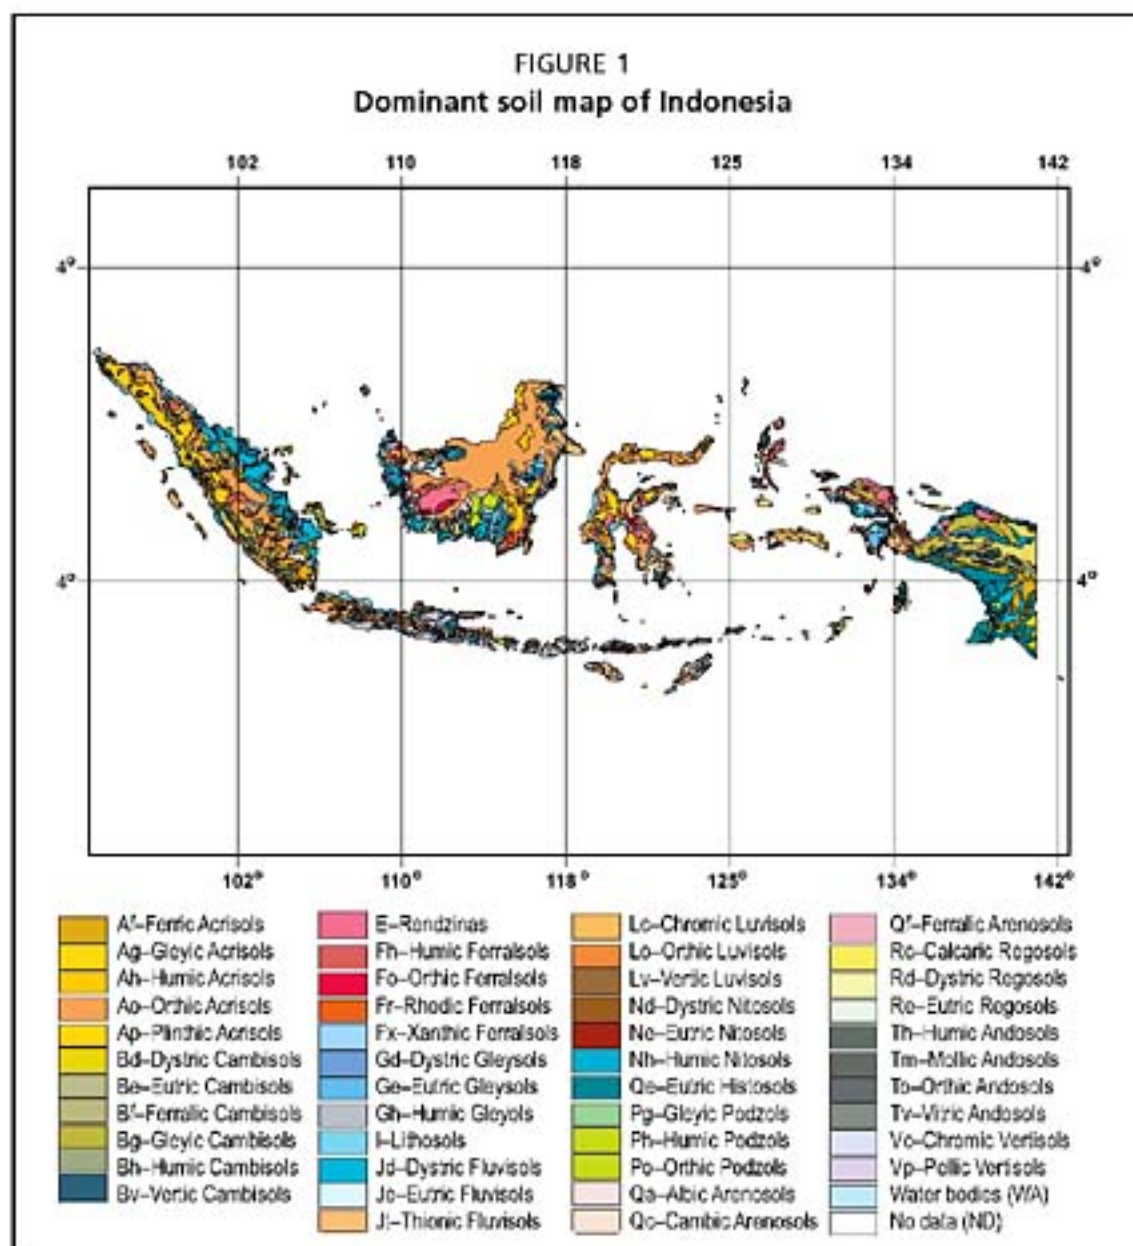 FIGURE 1
Dominant soil map of Indonesia
102 110 118 125 134 142
4° 4°
4° 4°
102° 110° 118° 125° 134° 142°
Af–Ferric Acrisols
Ag–Gleyic Acrisols
Ah–Humic Acrisols
Ao–Orthic Acrisols
Ap–Plinthic Acrisols
Bd–Dystric Cambisols
Be–Eutric Cambisols
Bf–Ferralic Cambisols
Bg–Gleyic Cambisols
Bh–Humic Cambisols
Bv–Vertic Cambisols
E–Rendzinas
Fh–Humic Ferralsols
Fo–Orthic Ferralsols
Fr–Rhodic Ferralsols
Fx–Xanthic Ferralsols
Gd–Dystric Gleysols
Ge–Eutric Gleysols
Gh–Humic Gleyols
I–Lithosols
Jd–Dystric Fluvisols
Je–Eutric Fluvisols
Jt–Thionic Fluvisols
Lc–Chromic Luvisols
Lo–Orthic Luvisols
Lv–Vertic Luvisols
Nd–Dystric Nitosols
Ne–Eutric Nitosols
Nh–Humic Nitosols
Oe–Eutric Histosols
Pg–Gleyic Podzols
Ph–Humic Podzols
Po–Orthic Podzols
Qa–Albic Arenosols
Qc–Cambic Arenosols
Qf–Ferralic Arenosols
Rc–Calcaric Regosols
Rd–Dystric Regosols
Re–Eutric Regosols
Th–Humic Andosols
Tm–Mollic Andosols
To–Orthic Andosols
Tv–Vitric Andosols
Vc–Chromic Vertisols
Vp–Pellic Vertisols
Water bodies (WA)
No data (ND)